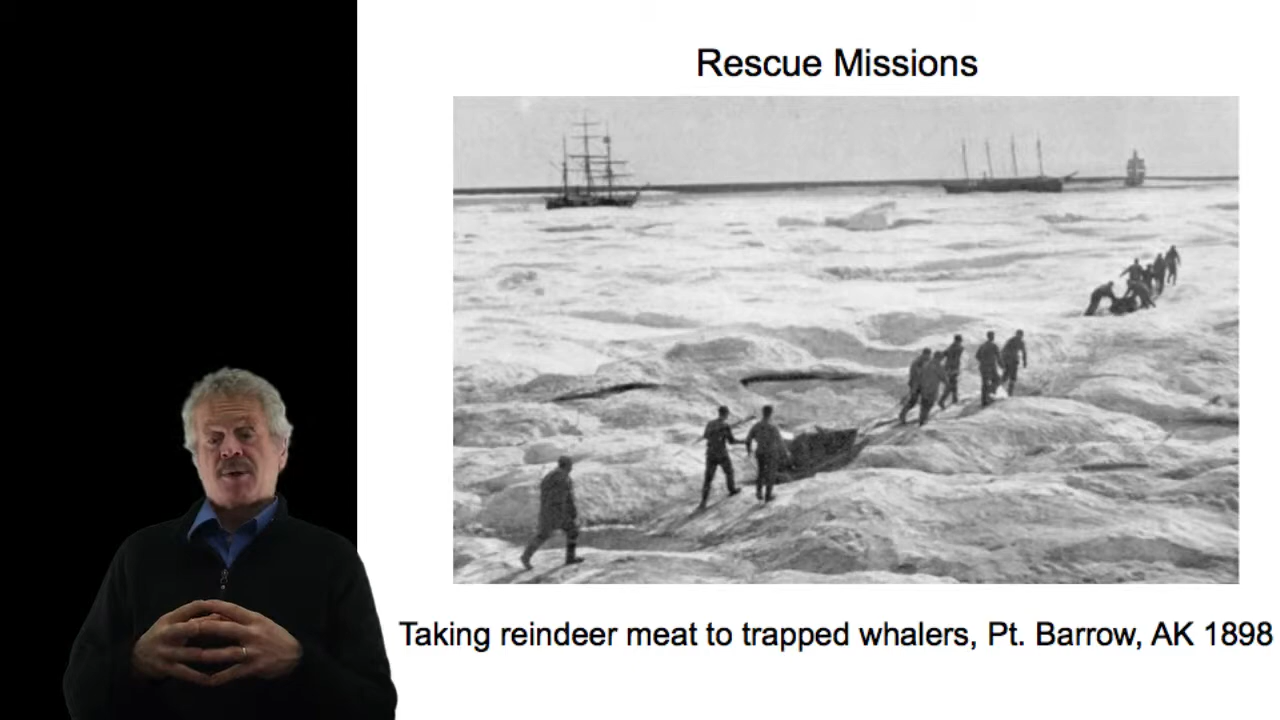 Rescue Missions
Taking reindeer meat to trapped whalers, Pt. Barrow, AK 1898